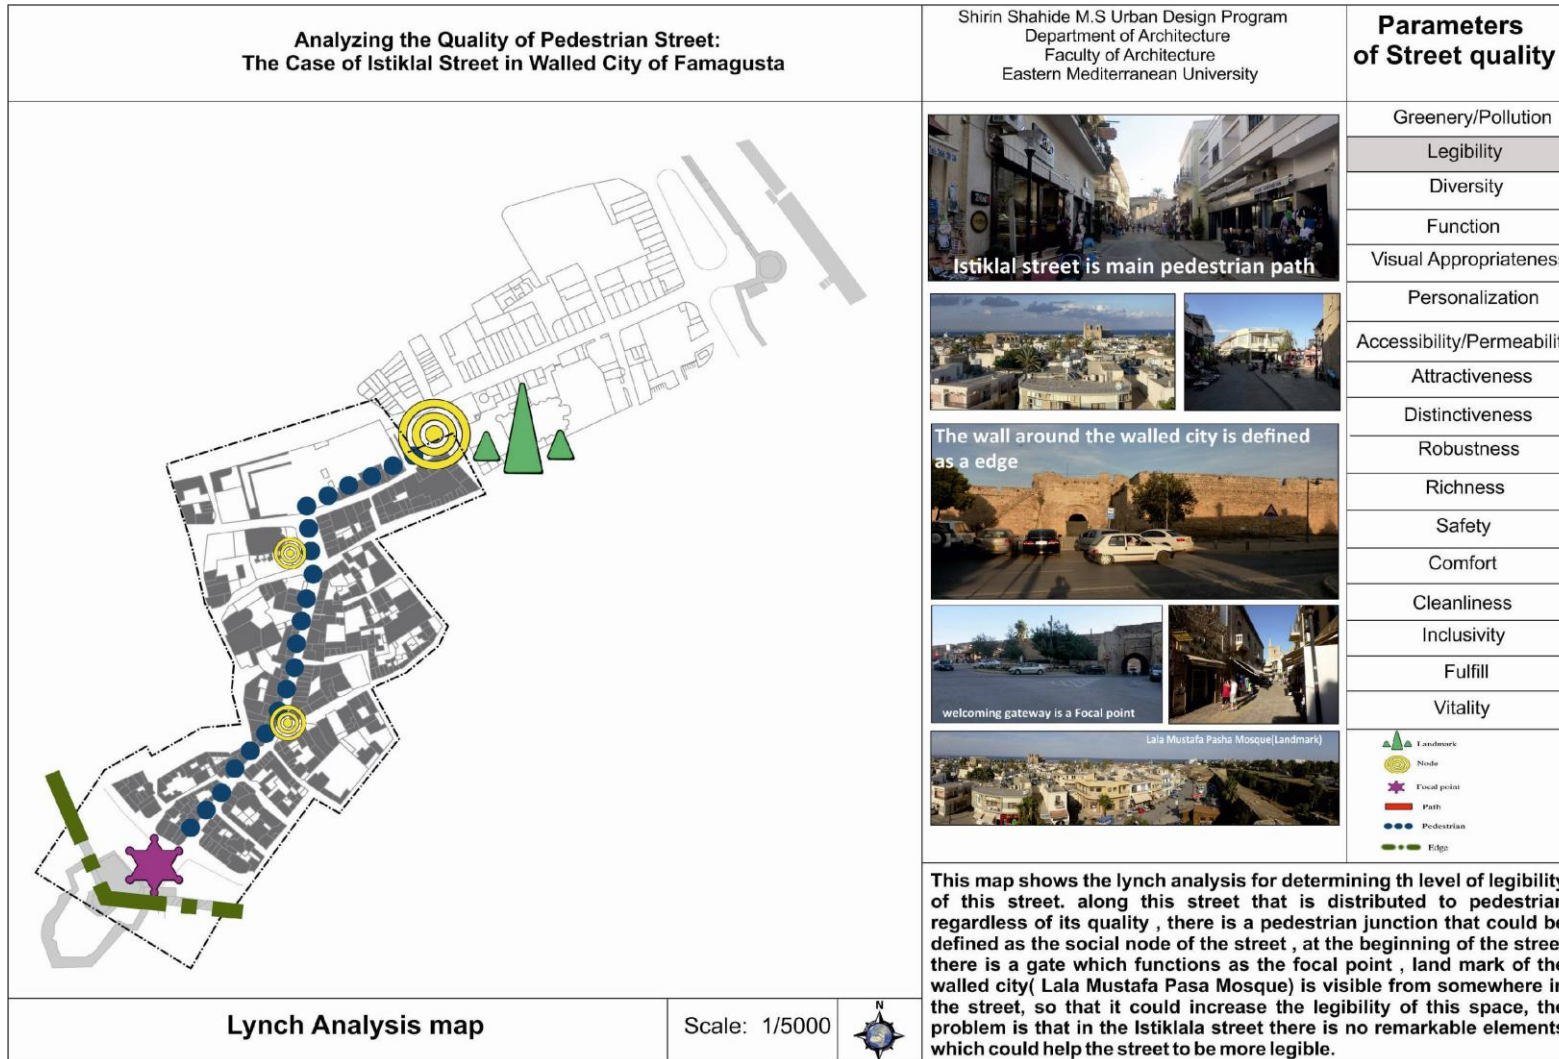 Analyzing the Quality of Pedestrian Street:
The Case of Istiklal Street in Walled City of Famagusta
Shirin Shahide M.S Urban Design Program
Department of Architecture
Faculty of Architecture
Eastern Mediterranean University
Parameters
of Street quality
Istiklal street is main pedestrian path
The wall around the walled city is defined
as a edge
welcoming gateway is a Focal point
Lala Mustafa Pasha Mosque(Landmark)
Greenery/Pollution
Legibility
Diversity
Function
Visual Appropriateness
Personalization
Accessibility/Permeabilit
Attractiveness
Distinctiveness
Robustness
Richness
Safety
Comfort
Cleanliness
Inclusivity
Fulfill
Vitality
Landmark
Node
Focal point
Path
Pedestrian
Edge
This map shows the lynch analysis for determining th level of legibility
of this street. along this street that is distributed to pedestrian
regardless of its quality , there is a pedestrian junction that could be
defined as the social node of the street , at the beginning of the stree
there is a gate which functions as the focal point , land mark of the
walled city( Lala Mustafa Pasa Mosque) is visible from somewhere in
the street, so that it could increase the legibility of this space, the
problem is that in the Istiklala street there is no remarkable elements
which could help the street to be more legible.
Lynch Analysis map
Scale: 1/5000
N